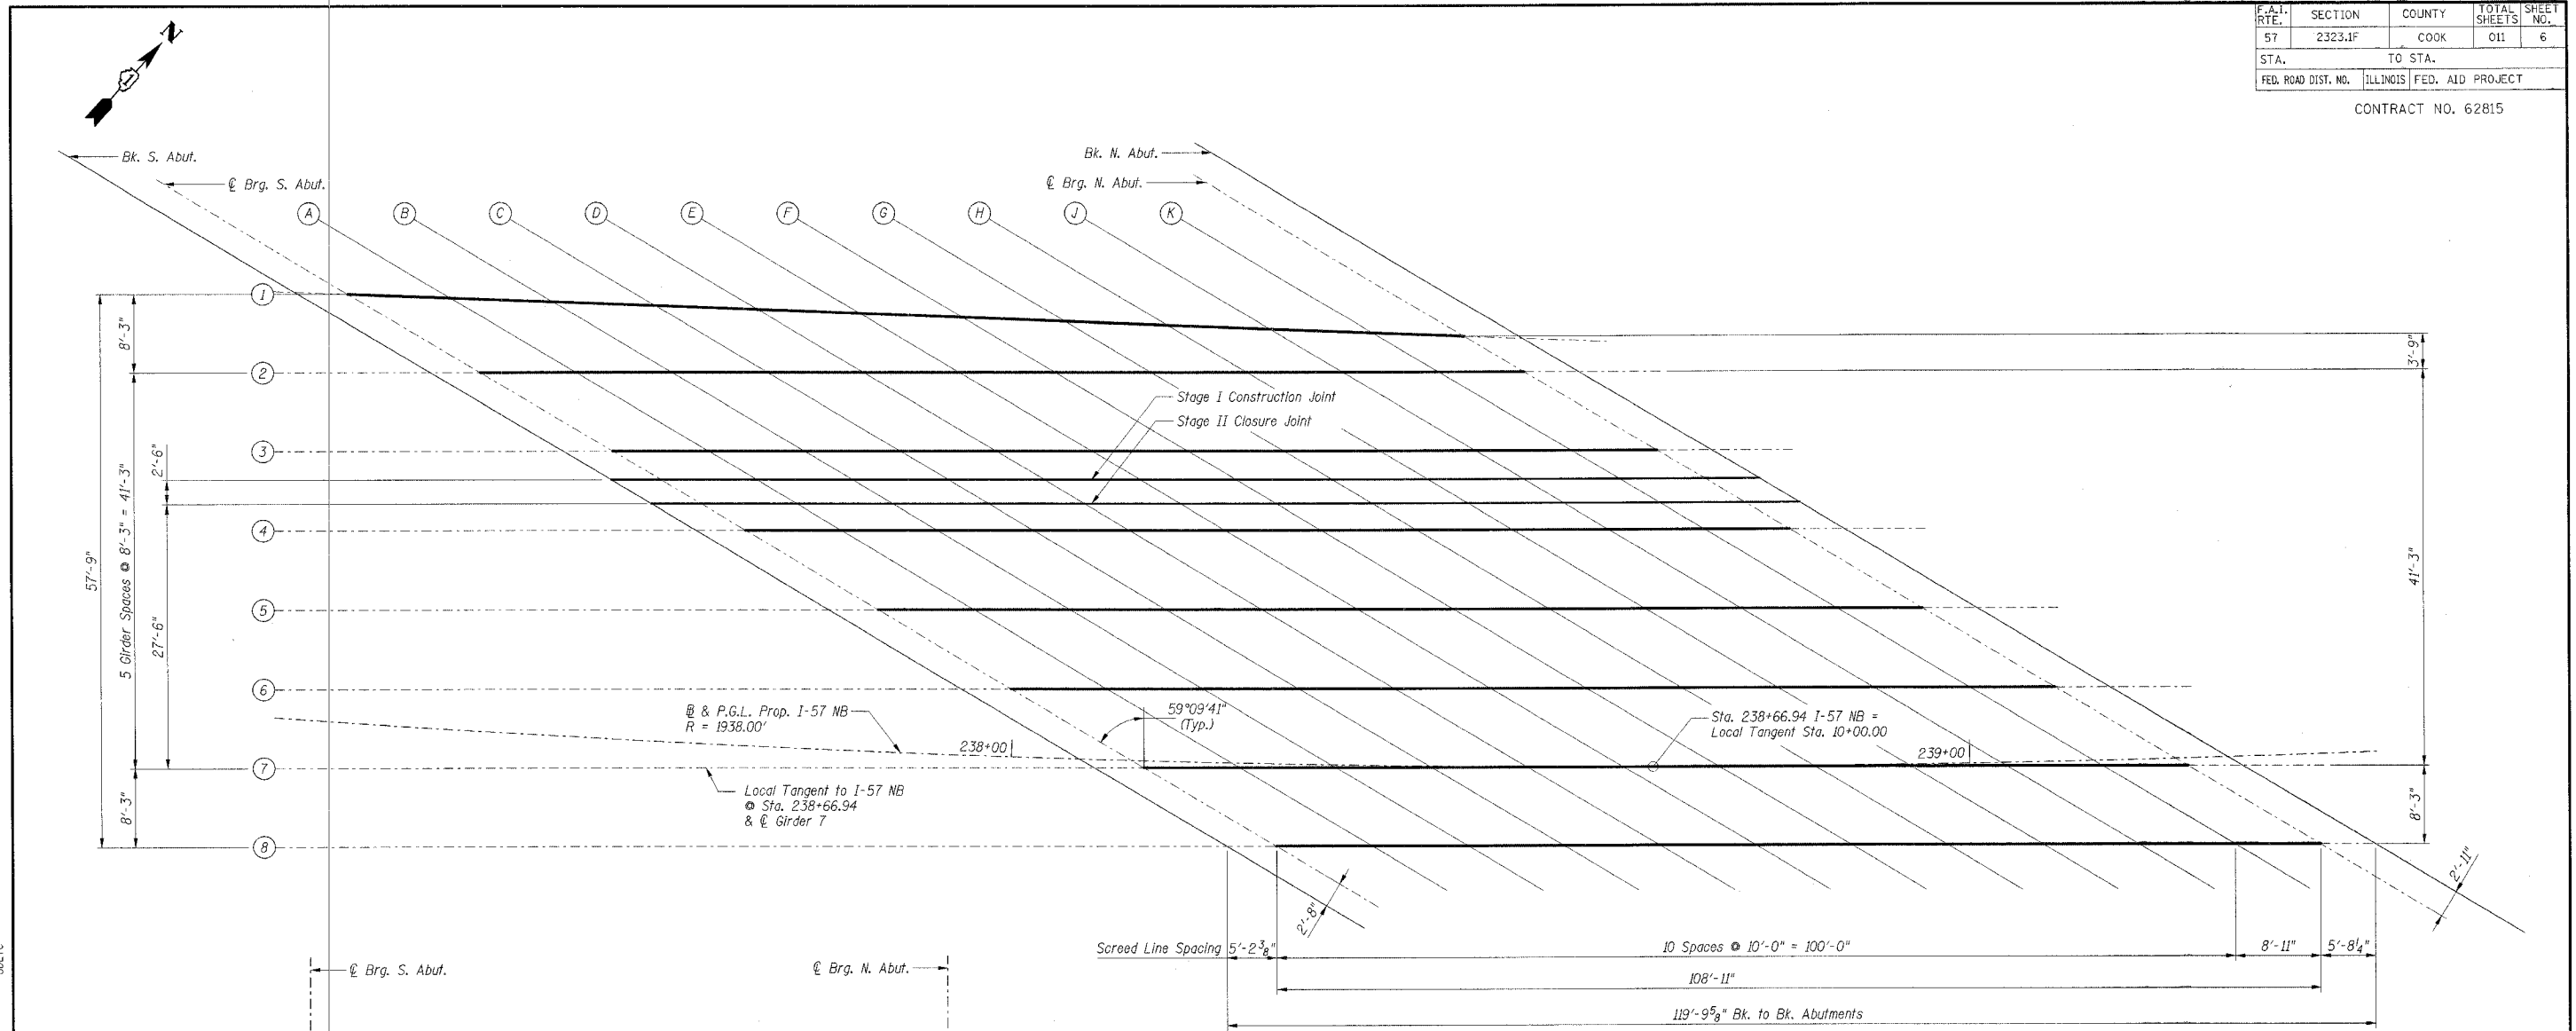 F.A.I. RTE. SECTION COUNTY TOTAL SHEETS SHEET NO.
57 2323.1F COOK 011 6
STA. TO STA.
FED. ROAD DIST. NO. ILLINOIS FED. AID PROJECT
CONTRACT NO. 62815
N
Bk. S. Abut.
℄ Brg. S. Abut.
Bk. N. Abut.
℄ Brg. N. Abut.
A B C D E F G H J K
1
2
3
4
5
6
7
8
8'-3"
5 Girder Spaces @ 8'-3" = 41'-3"
2'-6"
57'-9"
27'-6"
8'-3"
Stage I Construction Joint
Stage II Closure Joint
3'-9"
41'-3"
8'-3"
& P.G.L. Prop. I-57 NB
R = 1938.00'
238+00
59°09'41"
(Typ.)
Sta. 238+66.94 I-57 NB =
Local Tangent Sta. 10+00.00
239+00
Local Tangent to I-57 NB
@ Sta. 238+66.94
& ℄ Girder 7
2'-8"
2'-11"
Screed Line Spacing 5'-2 3/8" 10 Spaces @ 10'-0" = 100'-0" 8'-11" 5'-8 1/4"
108'-11"
119'-9 5/8" Bk. to Bk. Abutments
℄ Brg. S. Abut.
℄ Brg. N. Abut.